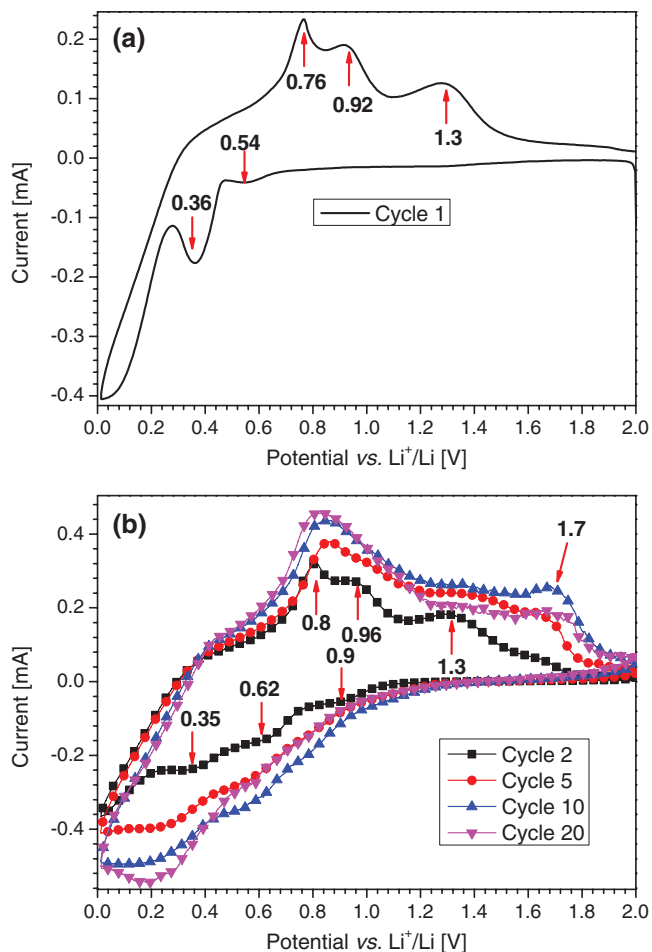 (a)
0.2
0.1
0.0
-0.1
-0.2
-0.3
-0.4
Current [mA]
0.76
0.92
1.3
0.54
0.36
Cycle 1
0.0 0.2 0.4 0.6 0.8 1.0 1.2 1.4 1.6 1.8 2.0
Potential vs. Li⁺/Li [V]
(b)
0.4
0.2
0.0
-0.2
-0.4
Current [mA]
1.7
0.8
0.96
1.3
0.9
0.62
0.35
Cycle 2
Cycle 5
Cycle 10
Cycle 20
0.0 0.2 0.4 0.6 0.8 1.0 1.2 1.4 1.6 1.8 2.0
Potential vs. Li⁺/Li [V]